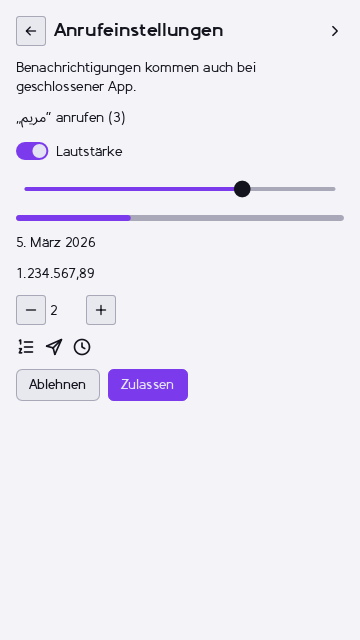 Anrufeinstellungen
Benachrichtigungen kommen auch bei
geschlossener App.
„مريم“ anrufen (3)
Lautstärke
5. März 2026
1.234.567,89
2
Ablehnen
Zulassen